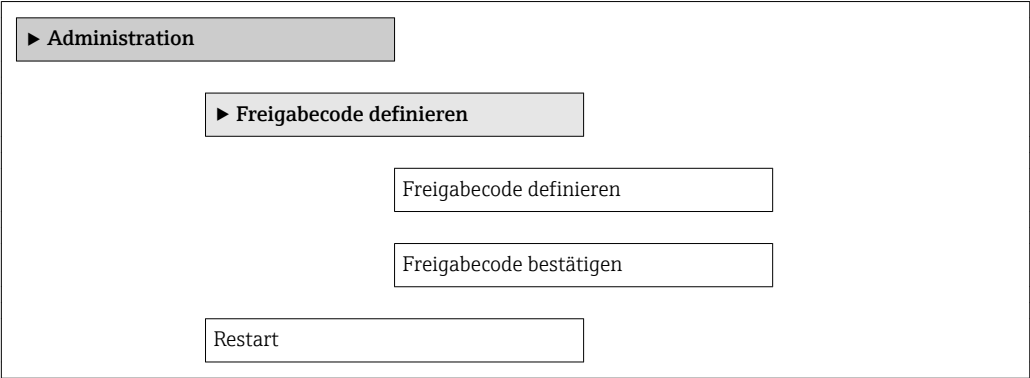 ▶ Administration
▶ Freigabecode definieren
Freigabecode definieren
Freigabecode bestätigen
Restart